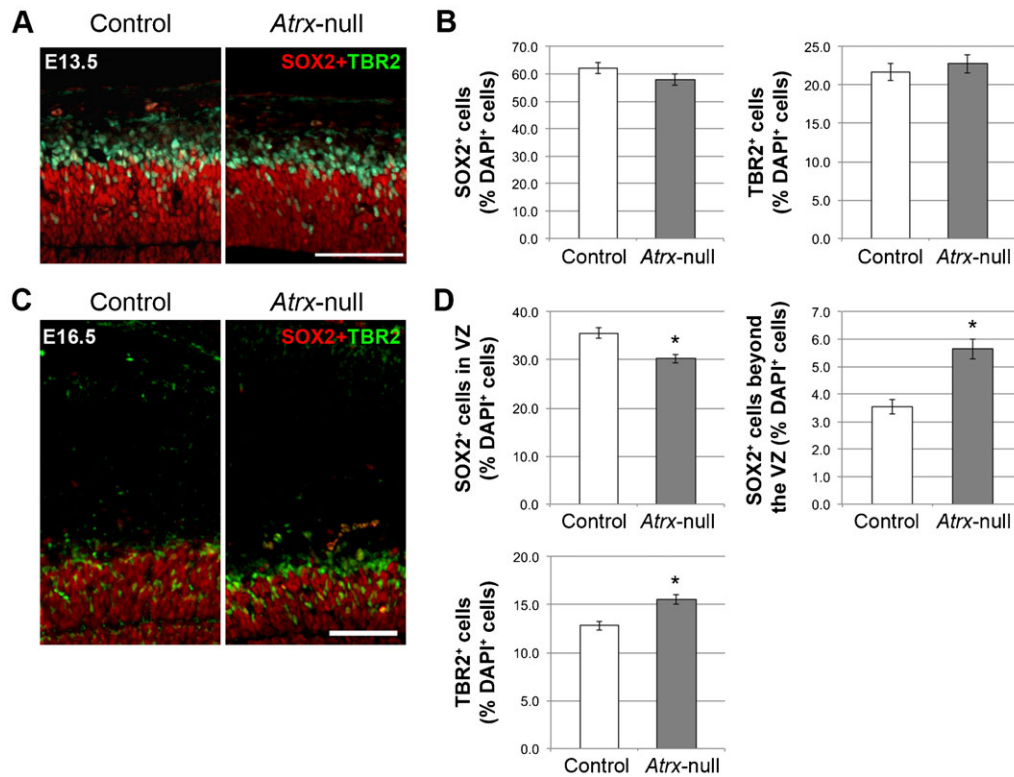 A
Control
Atrx-null
E13.5
SOX2+TBR2
B
SOX2⁺ cells
(% DAPI⁺ cells)
70.0
60.0
50.0
40.0
30.0
20.0
10.0
0.0
Control
Atrx-null
TBR2⁺ cells
(% DAPI⁺ cells)
25.0
20.0
15.0
10.0
5.0
0.0
Control
Atrx-null
C
Control
Atrx-null
E16.5
SOX2+TBR2
D
SOX2⁺ cells in VZ
(% DAPI⁺ cells)
40.0
30.0
20.0
10.0
0.0
*
Control
Atrx-null
SOX2⁺ cells beyond
the VZ (% DAPI⁺ cells)
7.0
6.0
5.0
4.0
3.0
2.0
1.0
0.0
*
Control
Atrx-null
TBR2⁺ cells
(% DAPI⁺ cells)
20.0
15.0
10.0
5.0
0.0
*
Control
Atrx-null